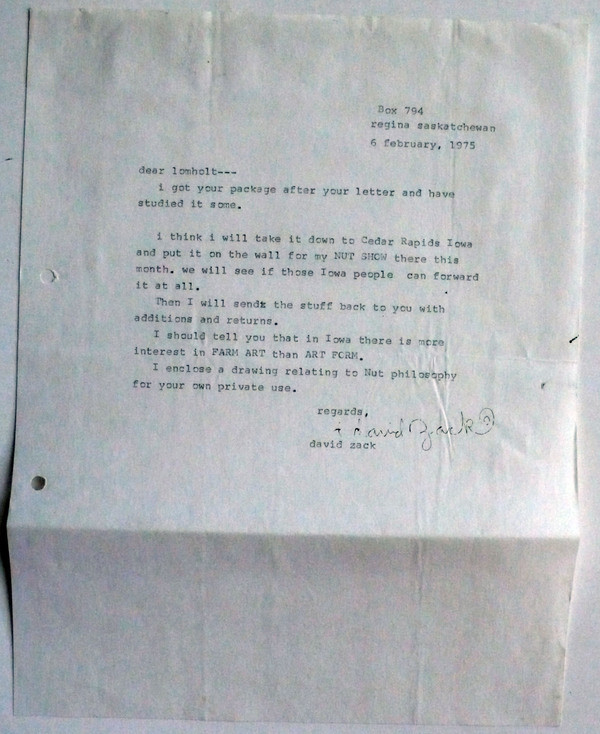 Box 794
regina saskatchewan
6 february, 1975
dear lomholt---
i got your package after your letter and have
studied it some.
i think i will take it down to Cedar Rapids Iowa
and put it on the wall for my NUT SHOW there this
month. we will see if those Iowa people can forward
it at all.
Then I will send the stuff back to you with
additions and returns.
I should tell you that in Iowa there is more
interest in FARM ART than ART FORM.
I enclose a drawing relating to Nut philosophy
for your own private use.
regards,
david Zack
david zack